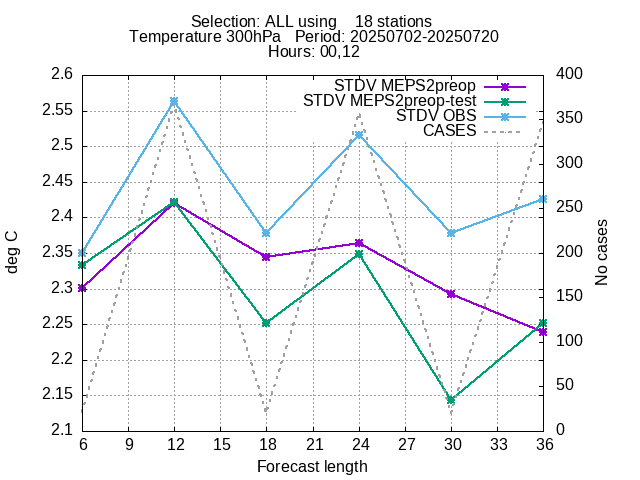 Selection: ALL using    18 stations
Temperature 300hPa   Period: 20250702-20250720
Hours: 00,12
STDV MEPS2preop
STDV MEPS2preop-test
STDV OBS
CASES
2.6
2.55
2.5
2.45
2.4
2.35
2.3
2.25
2.2
2.15
2.1
deg C
400
350
300
250
200
150
100
50
0
No cases
6 9 12 15 18 21 24 27 30 33 36
Forecast length